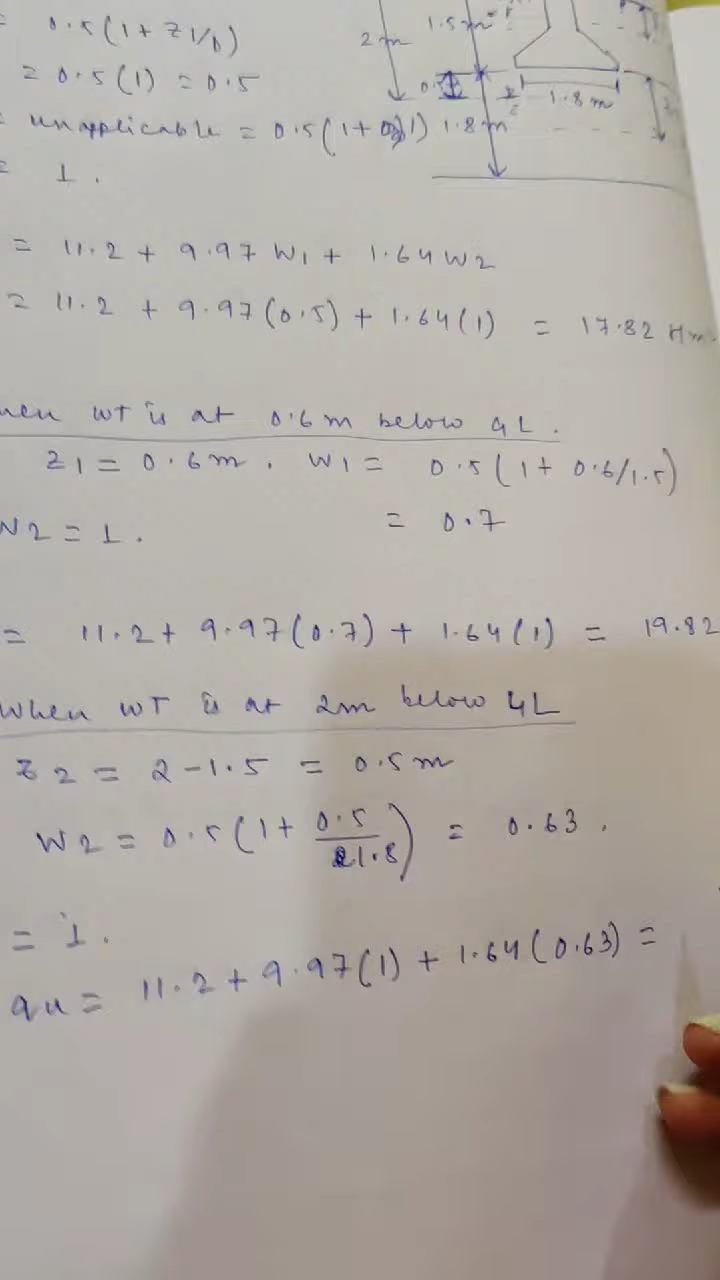 = 0.5(1+Z1/D)
= 0.5(1) = 0.5
= unapplicable = 0.5(1+ 1)
= 1.
2m
1.5m
0.
1.8m
1.8m
= 11.2 + 9.97 W1 + 1.64 W2
= 11.2 + 9.97(0.5) + 1.64(1) = 17.82
hen WT is at 0.6m below GL.
Z1 = 0.6m. W1 = 0.5(1+0.6/1.5)
W2 = 1.
= 0.7
= 11.2 + 9.97(0.7) + 1.64(1) = 19.82
When WT is at 2m below GL
Z2 = 2-1.5 = 0.5m
W2 = 0.5(1+ 0.5/1.8) = 0.63.
= 1.
qu = 11.2 + 9.97(1) + 1.64(0.63) =